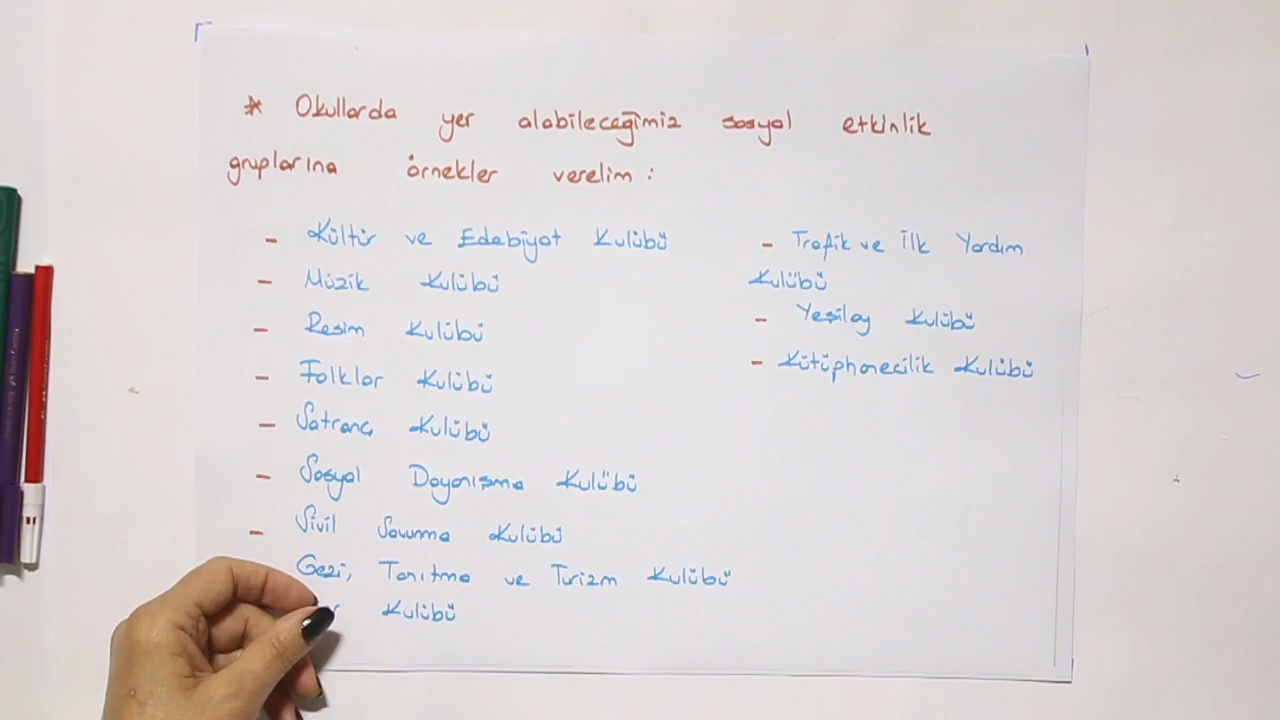 * Okullarda yer alabileceğimiz sosyal etkinlik
gruplarına örnekler verelim :
- Kültür ve Edebiyat Kulübü
- Müzik Kulübü
- Resim Kulübü
- Folklor Kulübü
- Satranç Kulübü
- Sosyal Dayanışma Kulübü
- Sivil Savunma Kulübü
Gezi, Tanıtma ve Turizm Kulübü
Kulübü
- Trafik ve İlk Yardım
Kulübü
- Yeşilay Kulübü
- Kütüphanecilik Kulübü